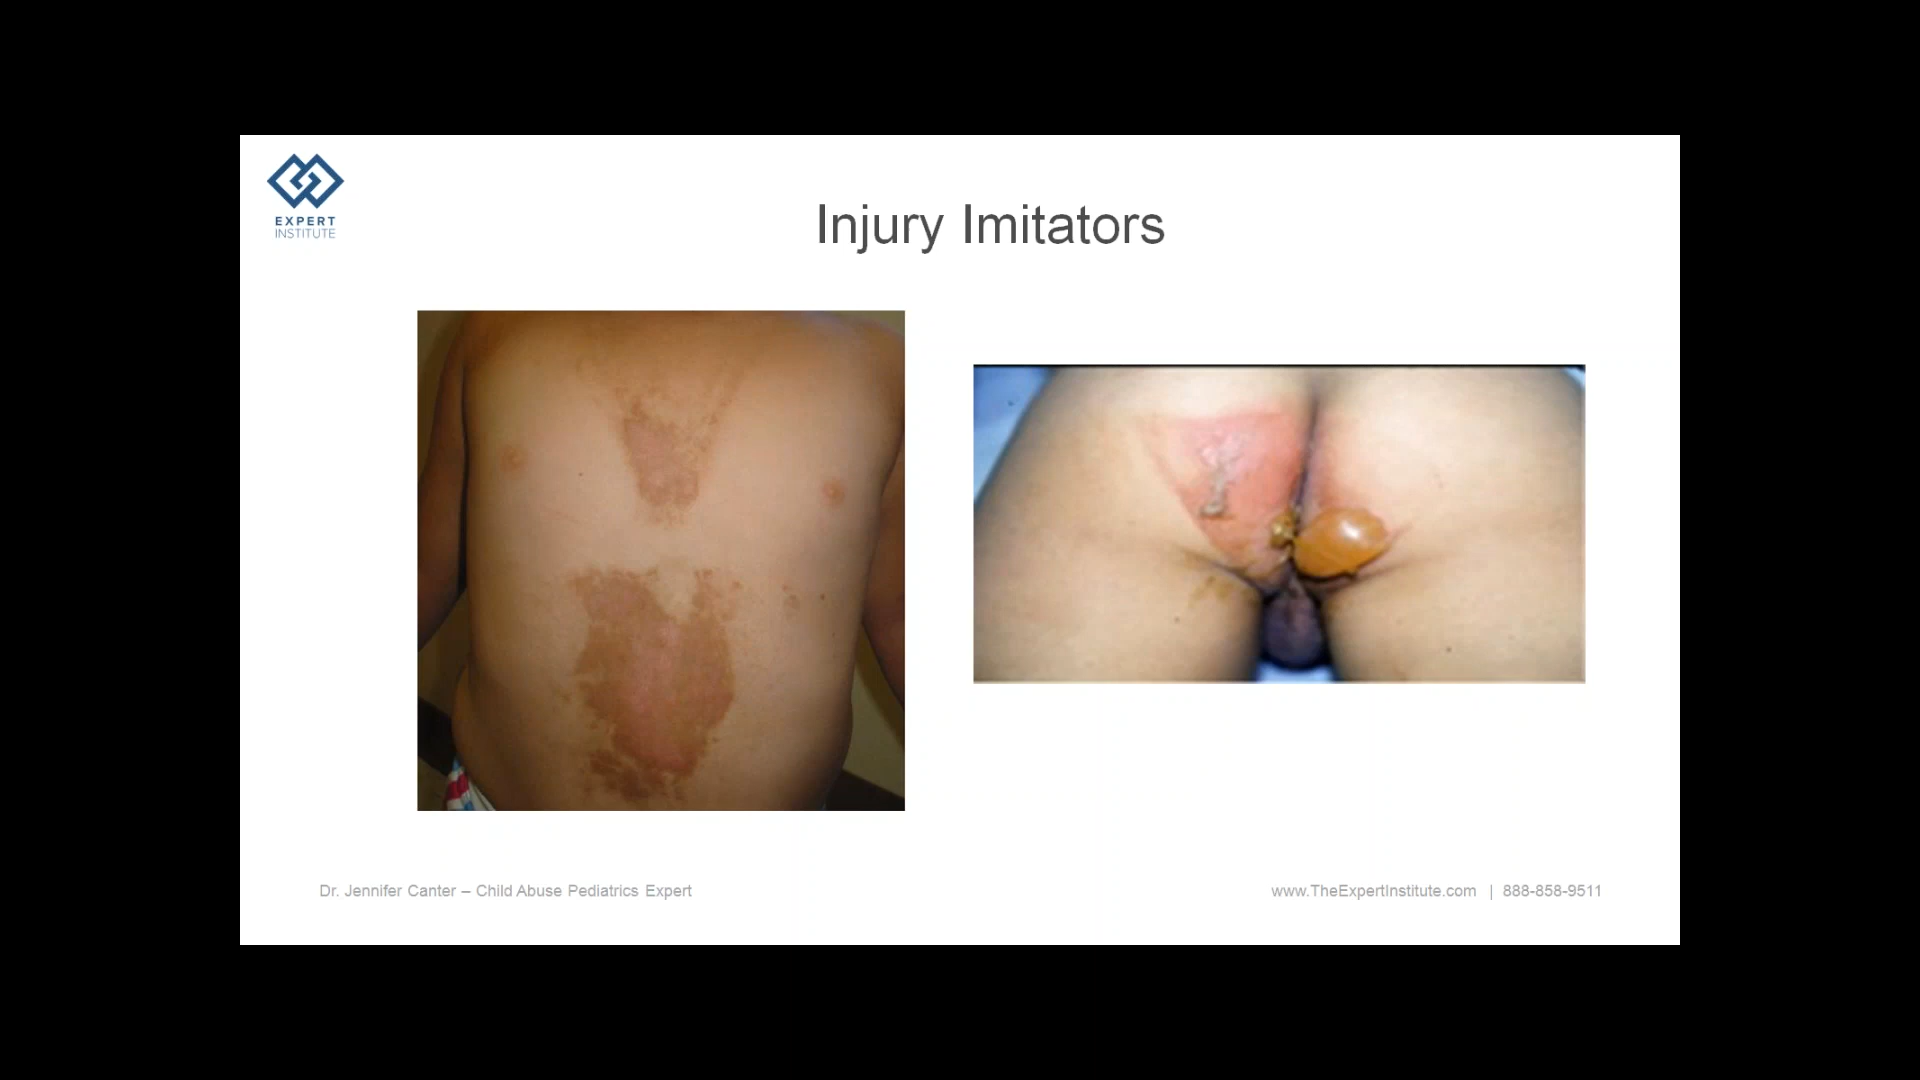 EXPERT
INSTITUTE
Injury Imitators
Dr. Jennifer Canter – Child Abuse Pediatrics Expert
www.TheExpertInstitute.com | 888-858-9511